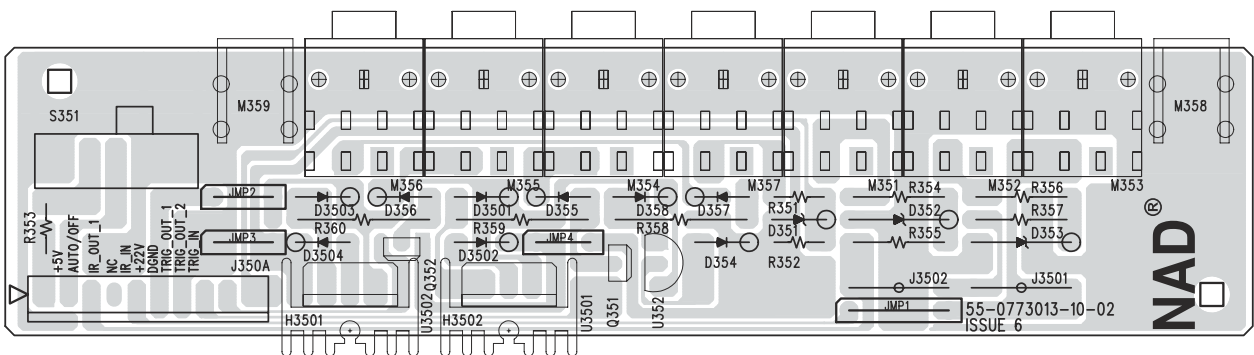 S351
M359
M358
JMP2
M356
M355
M354
M357
M351
R354
M352
R356
M353
D3503
D356
D3501
D355
D358
D357
R351
D352
R357
R353
+5V
AUTO/OFF
IR_OUT_1
NC
IR_IN
+22V
DGND
TRIG_OUT_1
TRIG_OUT_2
TRIG_IN
JMP3
R360
R359
JMP4
R358
D351
R355
D353
J350A
D3504
Q352
D3502
D354
R352
J3502
J3501
H3501
U3502
H3502
U3501
Q351
U352
JMP1
55-0773013-10-02
ISSUE 6
NAD®